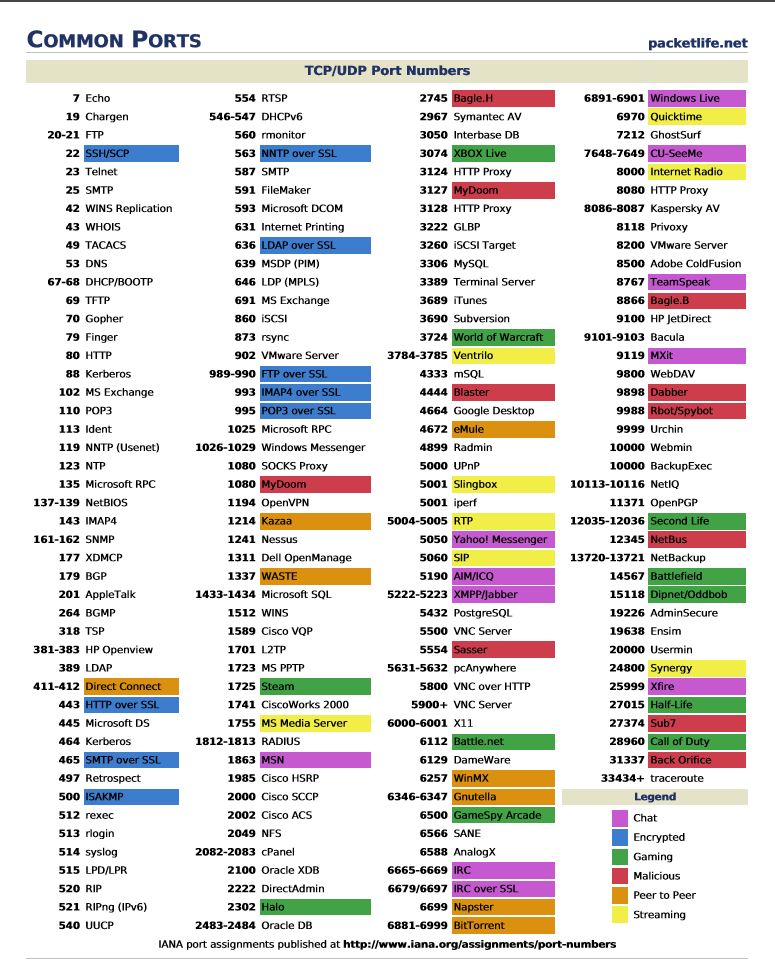 COMMON PORTS
packetlife.net
TCP/UDP Port Numbers
7 Echo
19 Chargen
20-21 FTP
22 SSH/SCP
23 Telnet
25 SMTP
42 WINS Replication
43 WHOIS
49 TACACS
53 DNS
67-68 DHCP/BOOTP
69 TFTP
70 Gopher
79 Finger
80 HTTP
88 Kerberos
102 MS Exchange
110 POP3
113 Ident
119 NNTP (Usenet)
123 NTP
135 Microsoft RPC
137-139 NetBIOS
143 IMAP4
161-162 SNMP
177 XDMCP
179 BGP
201 AppleTalk
264 BGMP
318 TSP
381-383 HP Openview
389 LDAP
411-412 Direct Connect
443 HTTP over SSL
445 Microsoft DS
464 Kerberos
465 SMTP over SSL
497 Retrospect
500 ISAKMP
512 rexec
513 rlogin
514 syslog
515 LPD/LPR
520 RIP
521 RIPng (IPv6)
540 UUCP
554 RTSP
546-547 DHCPv6
560 rmonitor
563 NNTP over SSL
587 SMTP
591 FileMaker
593 Microsoft DCOM
631 Internet Printing
636 LDAP over SSL
639 MSDP (PIM)
646 LDP (MPLS)
691 MS Exchange
860 iSCSI
873 rsync
902 VMware Server
989-990 FTP over SSL
993 IMAP4 over SSL
995 POP3 over SSL
1025 Microsoft RPC
1026-1029 Windows Messenger
1080 SOCKS Proxy
1080 MyDoom
1194 OpenVPN
1214 Kazaa
1241 Nessus
1311 Dell OpenManage
1337 WASTE
1433-1434 Microsoft SQL
1512 WINS
1589 Cisco VQP
1701 L2TP
1723 MS PPTP
1725 Steam
1741 CiscoWorks 2000
1755 MS Media Server
1812-1813 RADIUS
1863 MSN
1985 Cisco HSRP
2000 Cisco SCCP
2002 Cisco ACS
2049 NFS
2082-2083 cPanel
2100 Oracle XDB
2222 DirectAdmin
2302 Halo
2483-2484 Oracle DB
2745 Bagle.H
2967 Symantec AV
3050 Interbase DB
3074 XBOX Live
3124 HTTP Proxy
3127 MyDoom
3128 HTTP Proxy
3222 GLBP
3260 iSCSI Target
3306 MySQL
3389 Terminal Server
3689 iTunes
3690 Subversion
3724 World of Warcraft
3784-3785 Ventrilo
4333 mSQL
4444 Blaster
4664 Google Desktop
4672 eMule
4899 Radmin
5000 UPnP
5001 Slingbox
5001 iperf
5004-5005 RTP
5050 Yahoo! Messenger
5060 SIP
5190 AIM/ICQ
5222-5223 XMPP/Jabber
5432 PostgreSQL
5500 VNC Server
5554 Sasser
5631-5632 pcAnywhere
5800 VNC over HTTP
5900+ VNC Server
6000-6001 X11
6112 Battle.net
6129 DameWare
6257 WinMX
6346-6347 Gnutella
6500 GameSpy Arcade
6566 SANE
6588 AnalogX
6665-6669 IRC
6679/6697 IRC over SSL
6699 Napster
6881-6999 BitTorrent
6891-6901 Windows Live
6970 Quicktime
7212 GhostSurf
7648-7649 CU-SeeMe
8000 Internet Radio
8080 HTTP Proxy
8086-8087 Kaspersky AV
8118 Privoxy
8200 VMware Server
8500 Adobe ColdFusion
8767 TeamSpeak
8866 Bagle.B
9100 HP JetDirect
9101-9103 Bacula
9119 MXit
9800 WebDAV
9898 Dabber
9988 Rbot/Spybot
9999 Urchin
10000 Webmin
10000 BackupExec
10113-10116 NetIQ
11371 OpenPGP
12035-12036 Second Life
12345 NetBus
13720-13721 NetBackup
14567 Battlefield
15118 Dipnet/Oddbob
19226 AdminSecure
19638 Ensim
20000 Usermin
24800 Synergy
25999 Xfire
27015 Half-Life
27374 Sub7
28960 Call of Duty
31337 Back Orifice
33434+ traceroute
Legend
Chat
Encrypted
Gaming
Malicious
Peer to Peer
Streaming
IANA port assignments published at http://www.iana.org/assignments/port-numbers